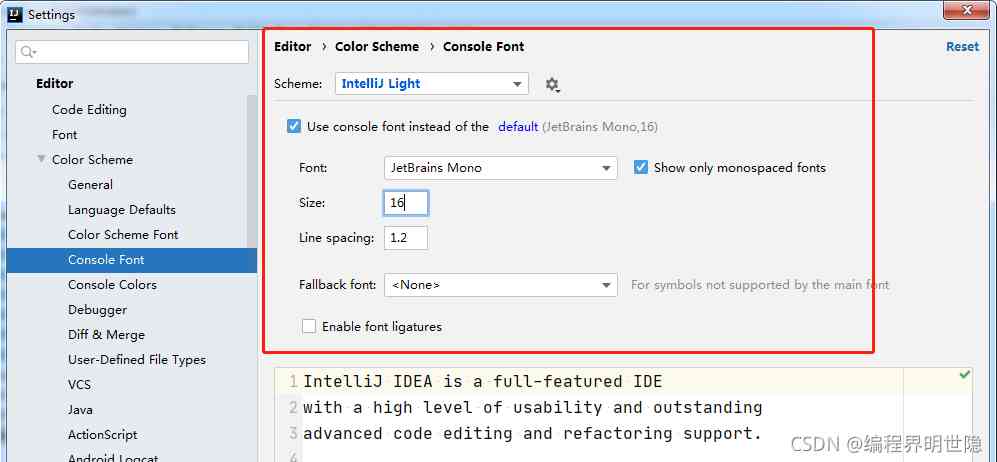 Settings
Editor
Code Editing
Font
Color Scheme
General
Language Defaults
Color Scheme Font
Console Font
Console Colors
Debugger
Diff & Merge
User-Defined File Types
VCS
Java
ActionScript
Android Logcat
Editor › Color Scheme › Console Font
Reset
Scheme: IntelliJ Light
Use console font instead of the default (JetBrains Mono,16)
Font: JetBrains Mono Show only monospaced fonts
Size: 16
Line spacing: 1.2
Fallback font: <None> For symbols not supported by the main font
Enable font ligatures
1 IntelliJ IDEA is a full-featured IDE
2 with a high level of usability and outstanding
3 advanced code editing and refactoring support.
4
CSDN @编程界明世隐